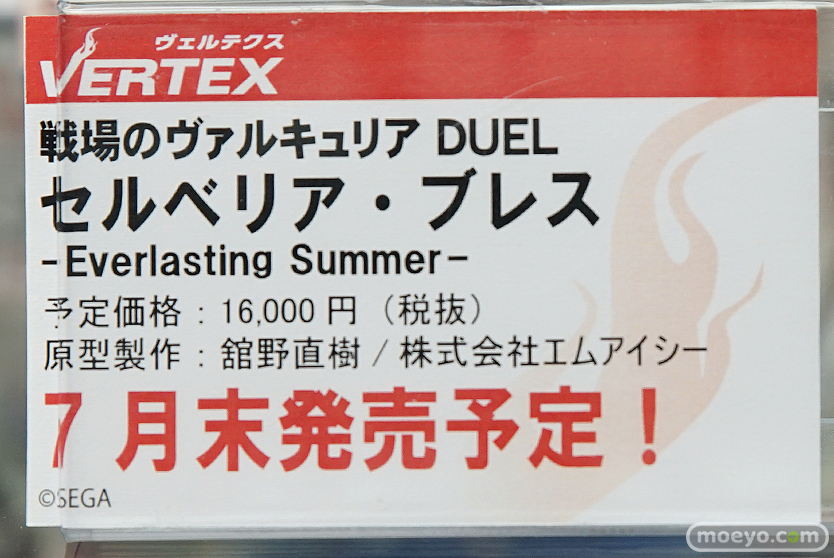 ヴェルテクス
VERTEX
戦場のヴァルキュリア DUEL
セルベリア・ブレス
-Everlasting Summer-
予定価格：16,000 円（税抜）
原型製作：舘野直樹 / 株式会社エムアイシー
7 月末発売予定！
©SEGA
moeyo.com